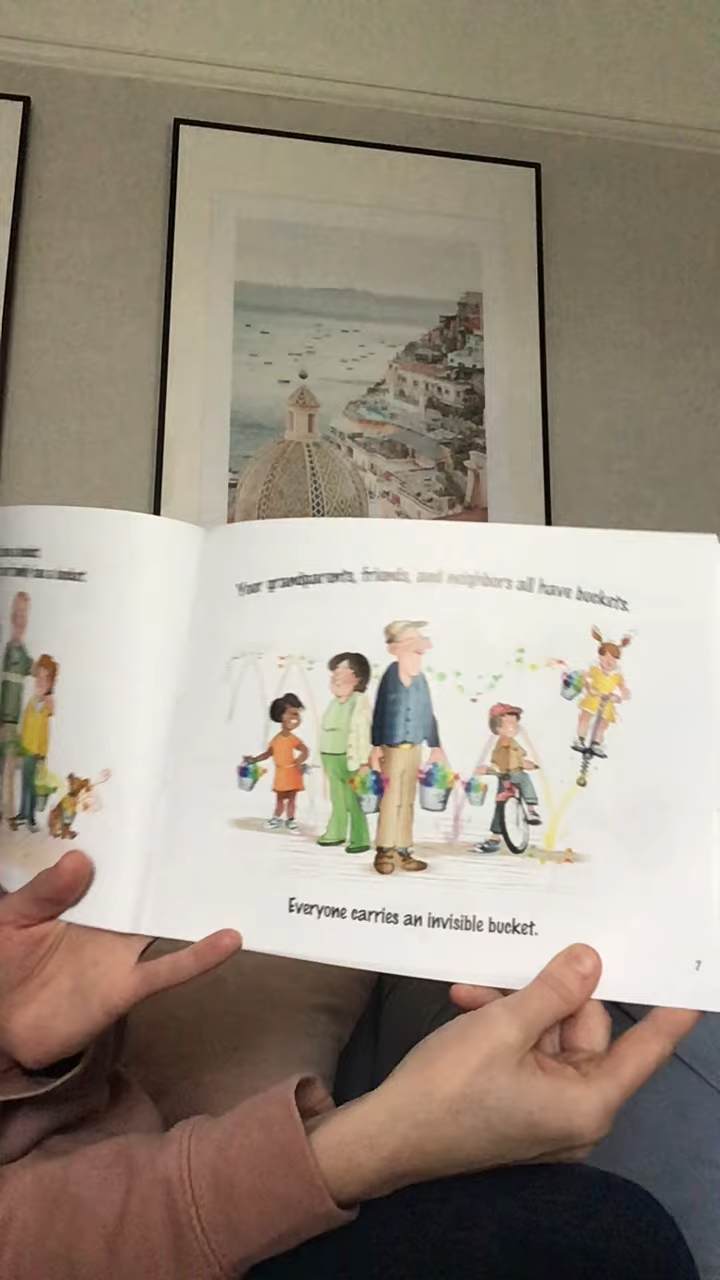 Your grandparents, friends, and neighbors all have buckets.
Everyone carries an invisible bucket.
7